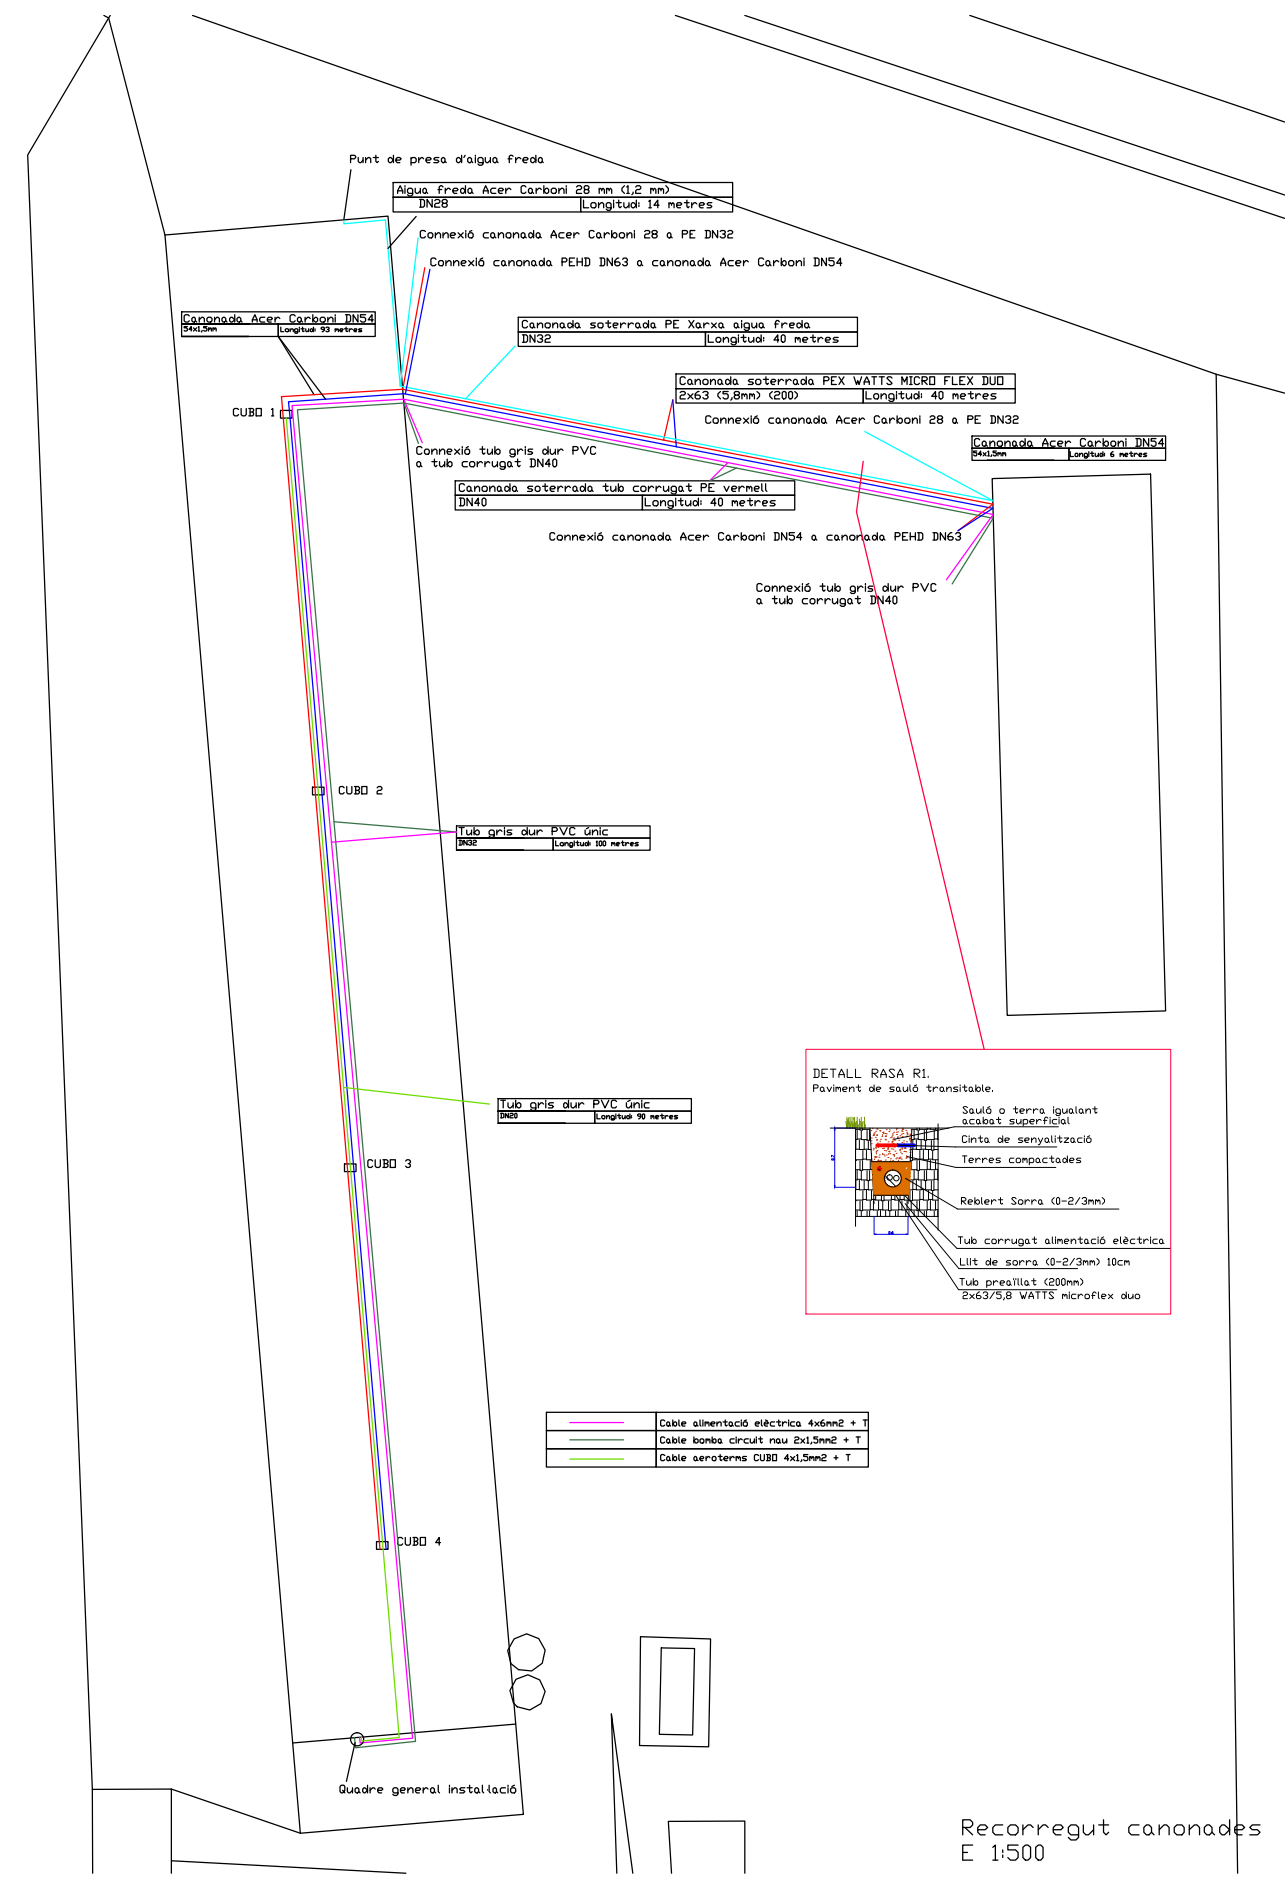 Punt de presa d'aigua freda
Aigua freda Acer Carboni 28 mm (1,2 mm)
DN28 Longitud: 14 metres
Connexió canonada Acer Carboni 28 a PE DN32
Connexió canonada PEHD DN63 a canonada Acer Carboni DN54
Canonada Acer Carboni DN54
54x1,5mm Longitud: 93 metres
Canonada soterrada PE Xarxa aigua freda
DN32 Longitud: 40 metres
Canonada soterrada PEX WATTS MICRO FLEX DUO
2x63 (5,8mm) (200) Longitud: 40 metres
CUBO 1
Connexió canonada Acer Carboni 28 a PE DN32
Canonada Acer Carboni DN54
54x1,5mm Longitud: 6 metres
Connexió tub gris dur PVC
a tub corrugat DN40
Canonada soterrada tub corrugat PE vermell
DN40 Longitud: 40 metres
Connexió canonada Acer Carboni DN54 a canonada PEHD DN63
Connexió tub gris dur PVC
a tub corrugat DN40
CUBO 2
Tub gris dur PVC únic
DN32 Longitud: 100 metres
Tub gris dur PVC únic
DN20 Longitud: 90 metres
CUBO 3
DETALL RASA R1.
Paviment de sauló transitable.
Sauló o terra igualant
acabat superficial
Cinta de senyalització
Terres compactades
Reblert Sorra (0-2/3mm)
Tub corrugat alimentació elèctrica
Llit de sorra (0-2/3mm) 10cm
Tub preaïllat (200mm)
2x63/5,8 WATTS microflex duo
Cable alimentació elèctrica 4x6mm2 + T
Cable bomba circuit nau 2x1,5mm2 + T
Cable aeroterms CUBO 4x1,5mm2 + T
CUBO 4
Quadre general instal·lació
Recorregut canonades
E 1:500